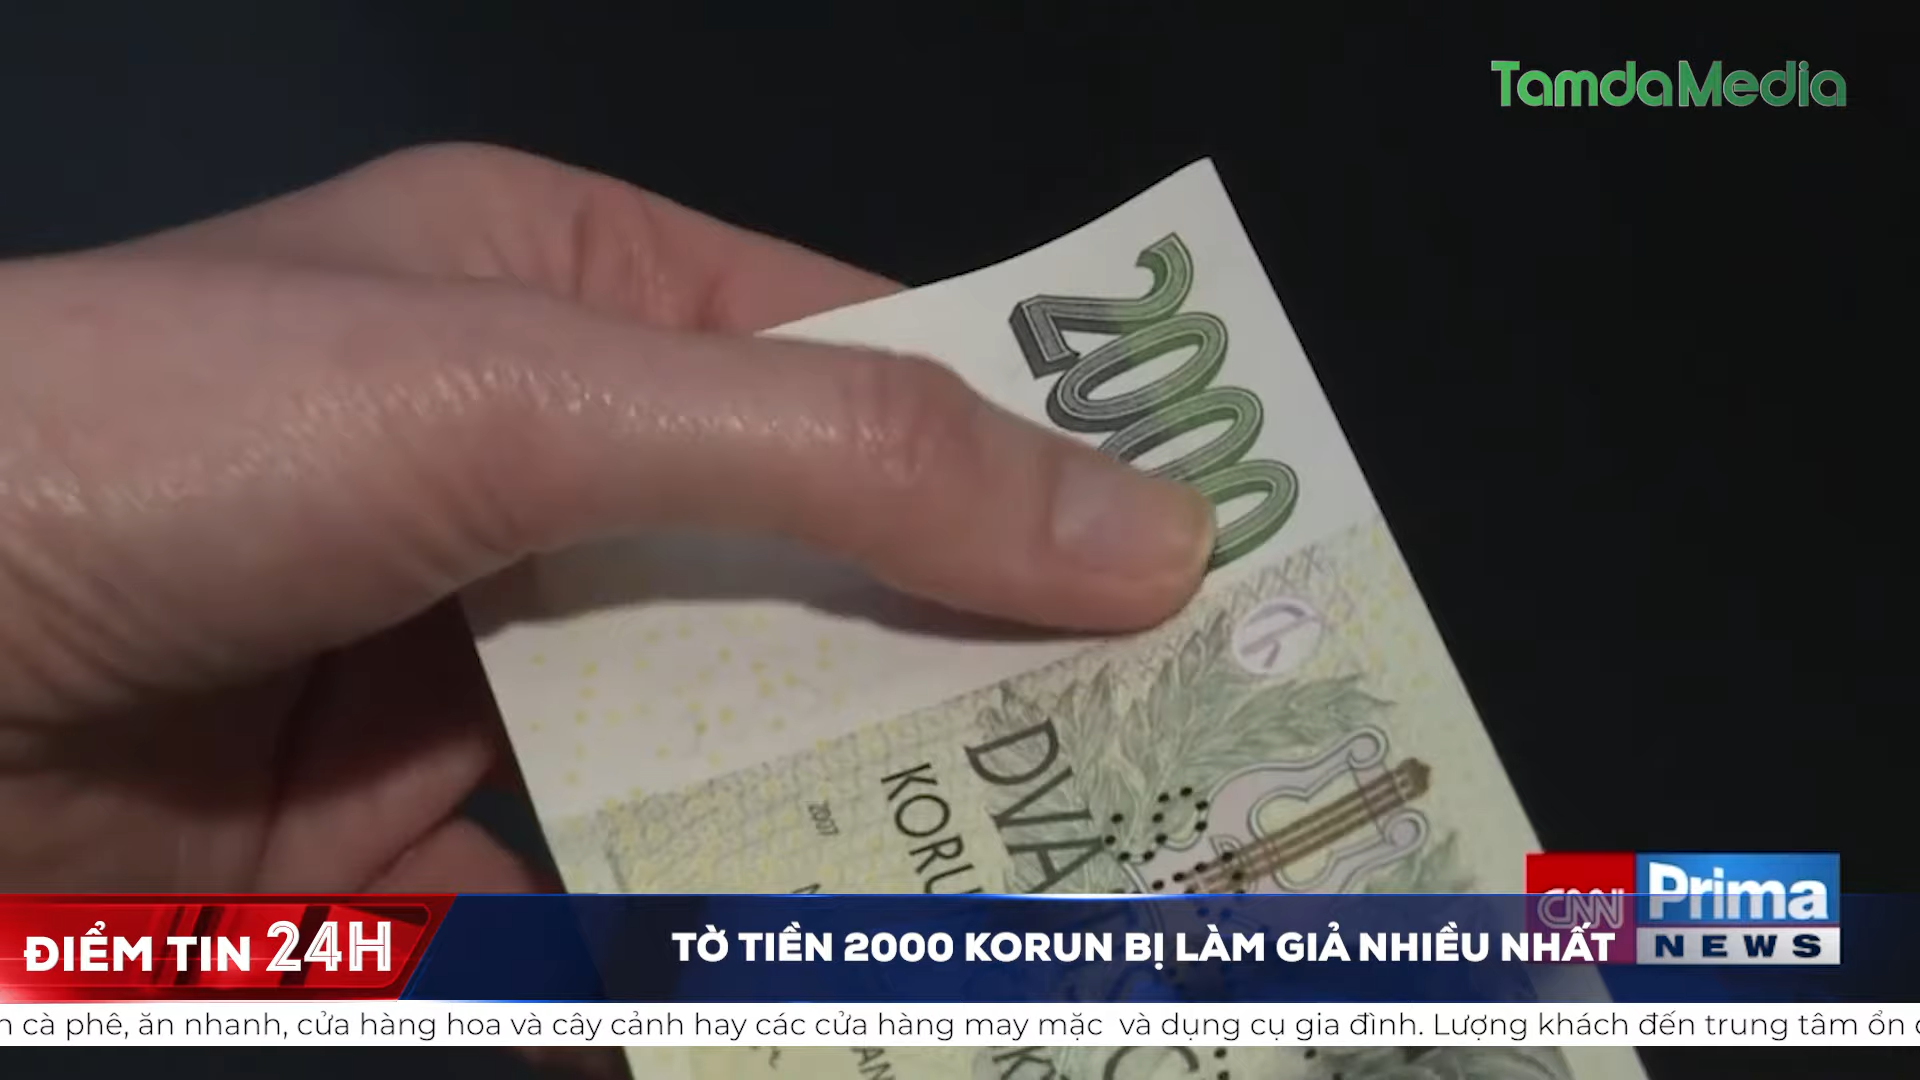 TamdaMedia
2000
DVA
KORU
2007
CNN Prima
NEWS
ĐIỂM TIN 24H
TỜ TIỀN 2000 KORUN BỊ LÀM GIẢ NHIỀU NHẤT
cà phê, ăn nhanh, cửa hàng hoa và cây cảnh hay các cửa hàng may mặc và dụng cụ gia đình. Lượng khách đến trung tâm ổn